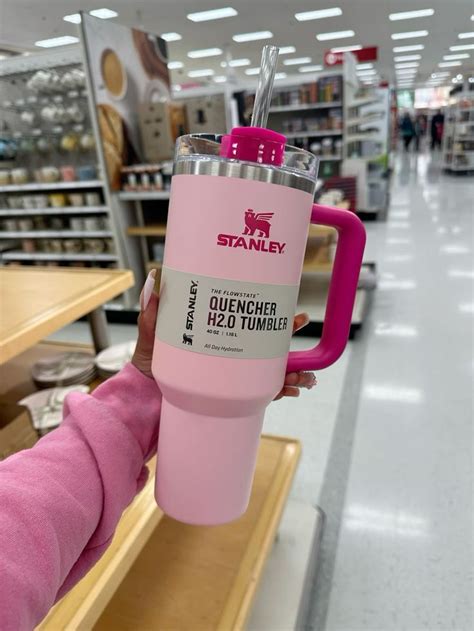 STANLEY
THE FLOWSTATE™
QUENCHER
H2.0 TUMBLER
40 OZ | 1.18 L
All Day Hydration
STANLEY